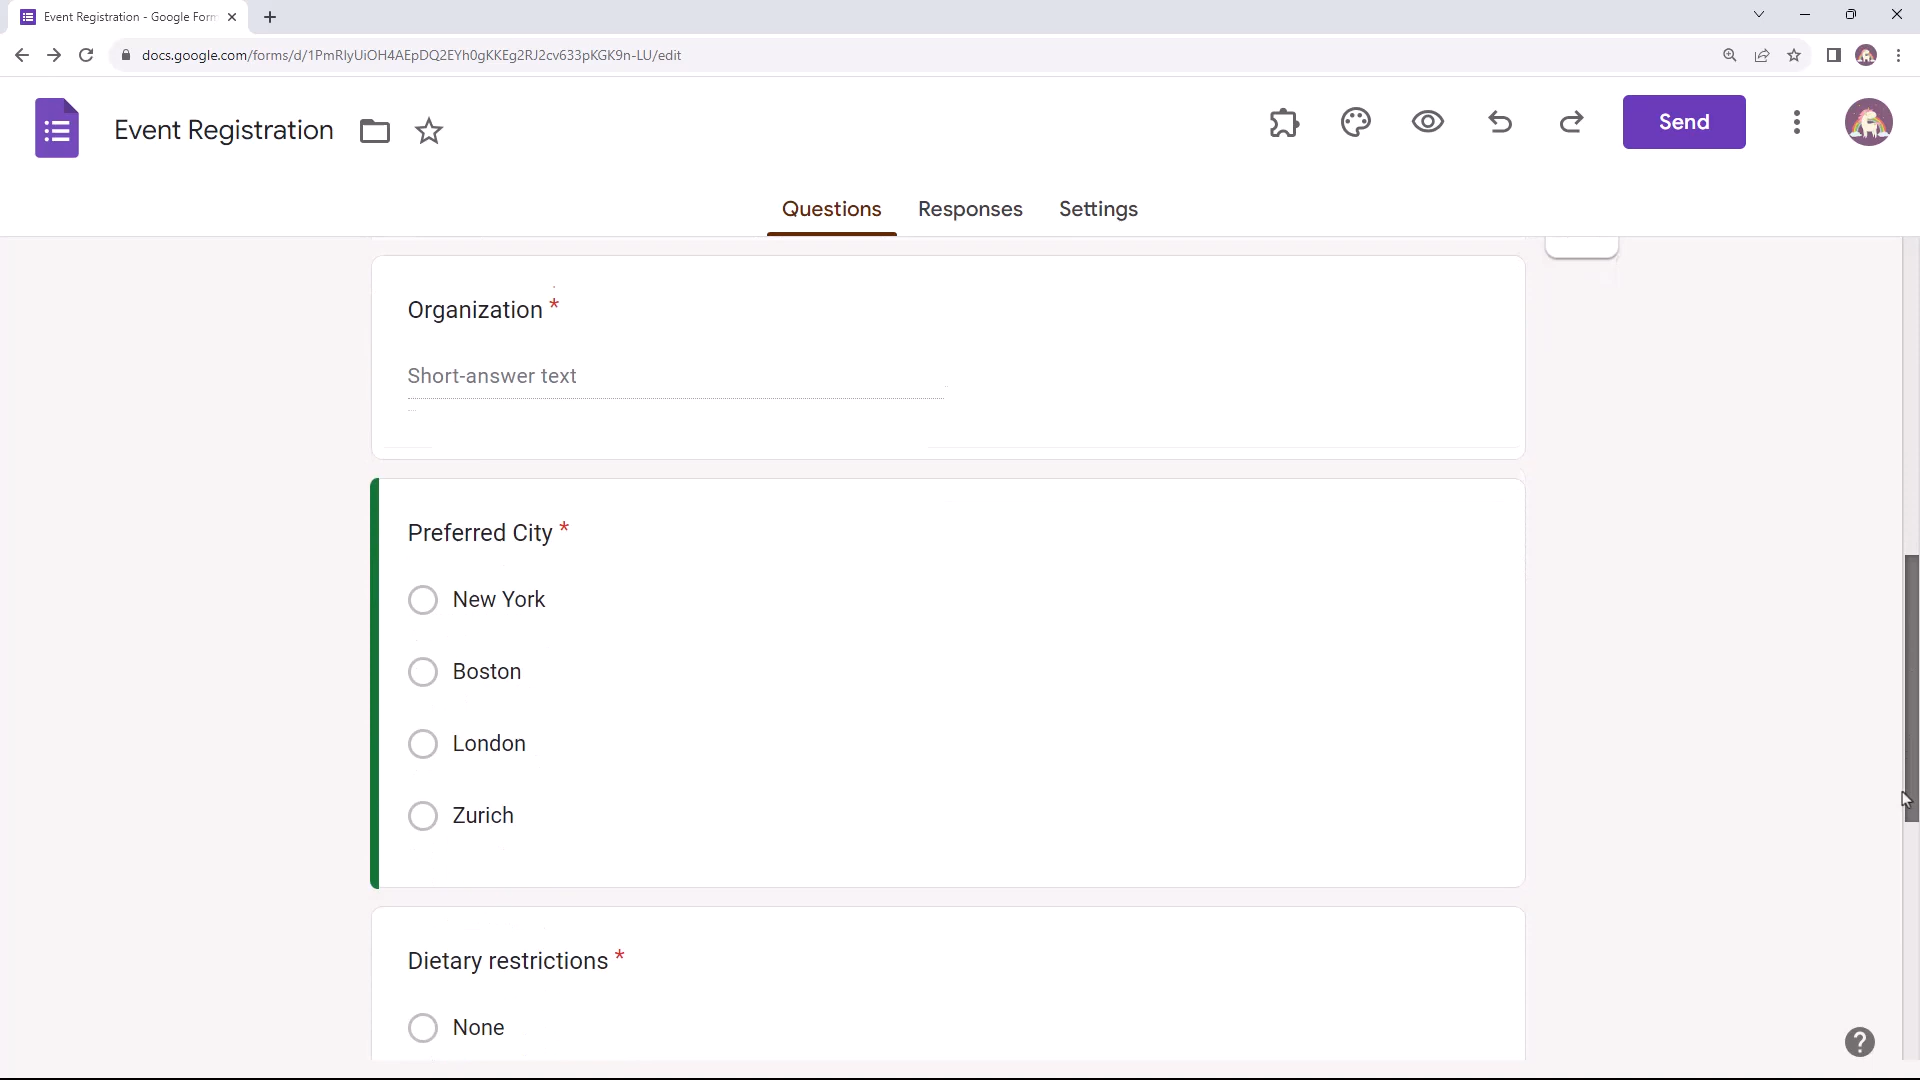 Event Registration - Google Form
docs.google.com/forms/d/1PmRIyUiOH4AEpDQ2EYh0gKKEg2RJ2cv633pKGK9n-LU/edit
Event Registration
Send
Questions Responses Settings
Organization *
Short-answer text
Preferred City *
New York
Boston
London
Zurich
Dietary restrictions *
None